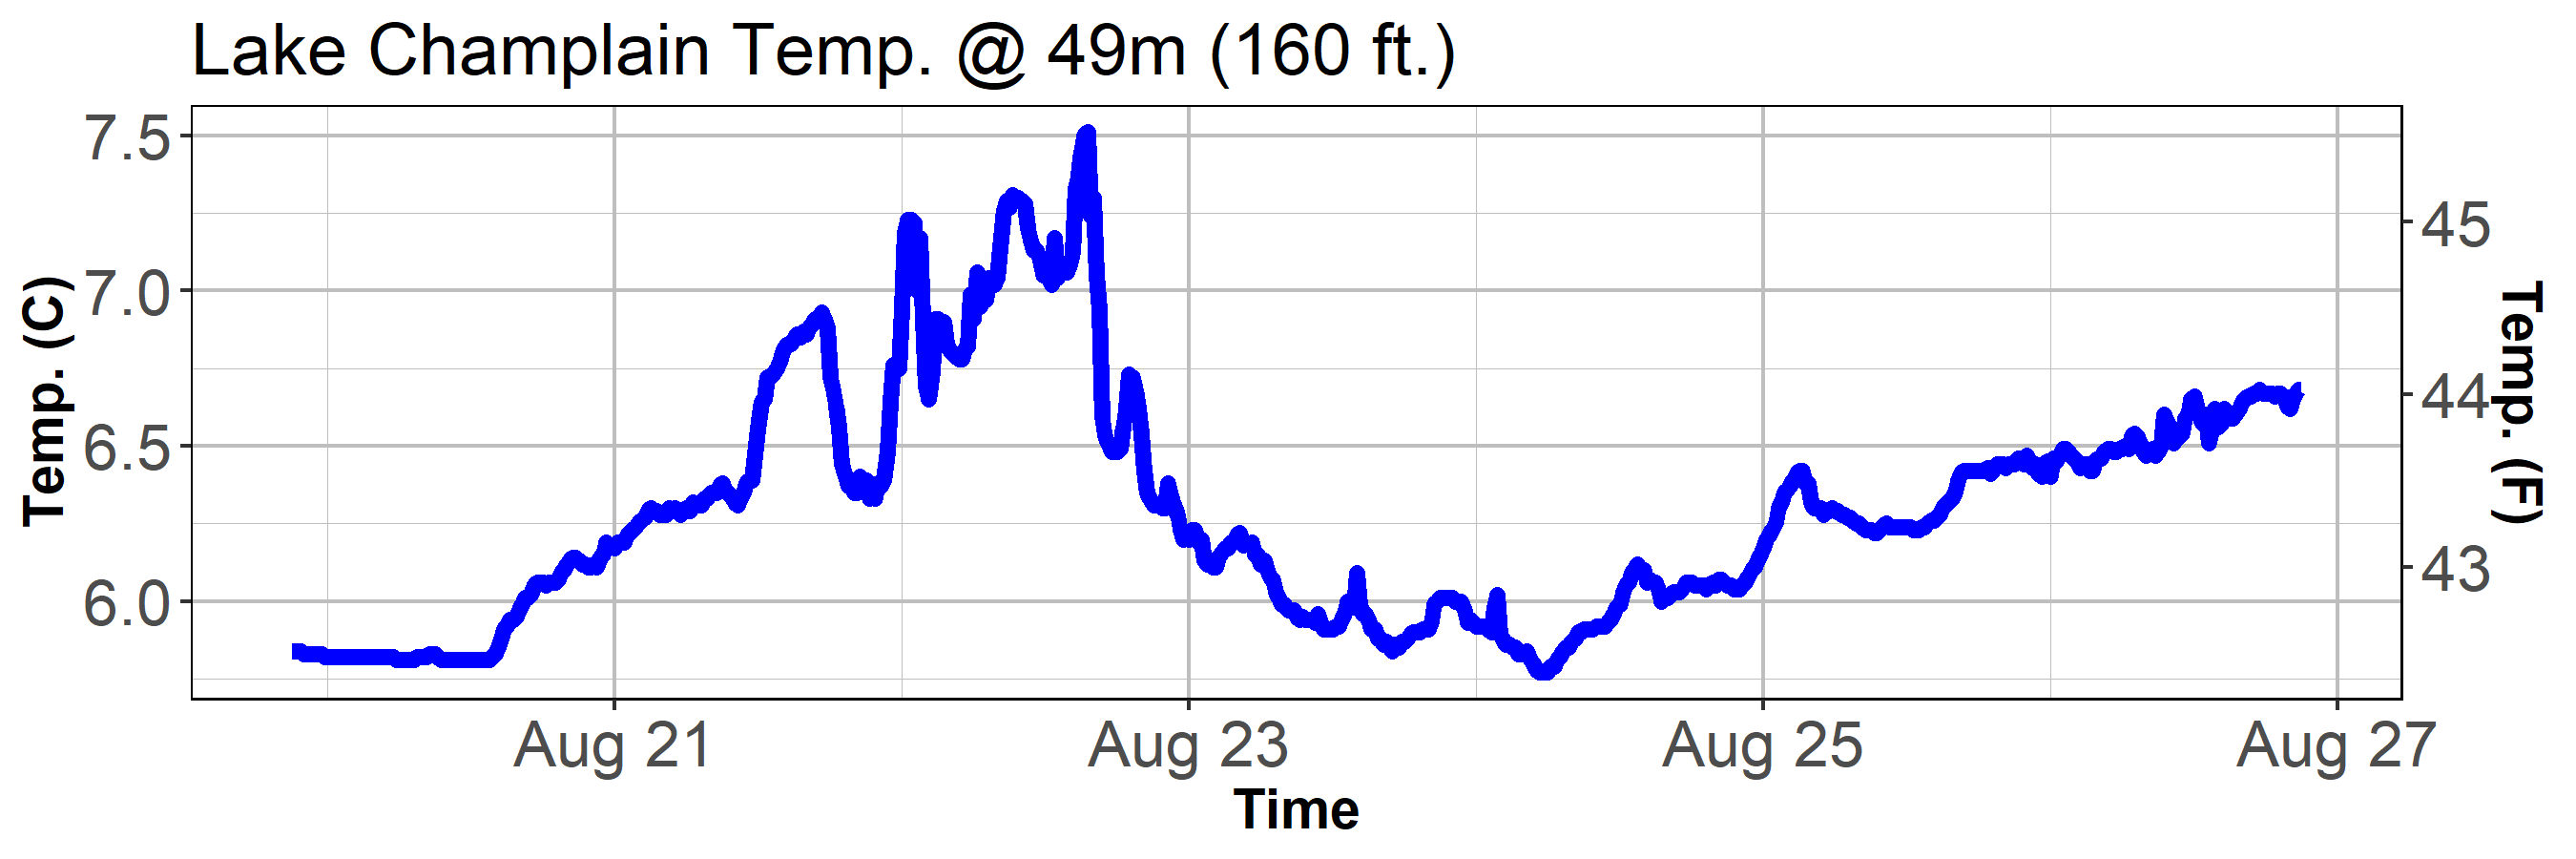 Lake Champlain Temp. @ 49m (160 ft.)
7.5
7.0
6.5
6.0
Temp. (C)
45
44
43
Temp. (F)
Aug 21 Aug 23 Aug 25 Aug 27
Time